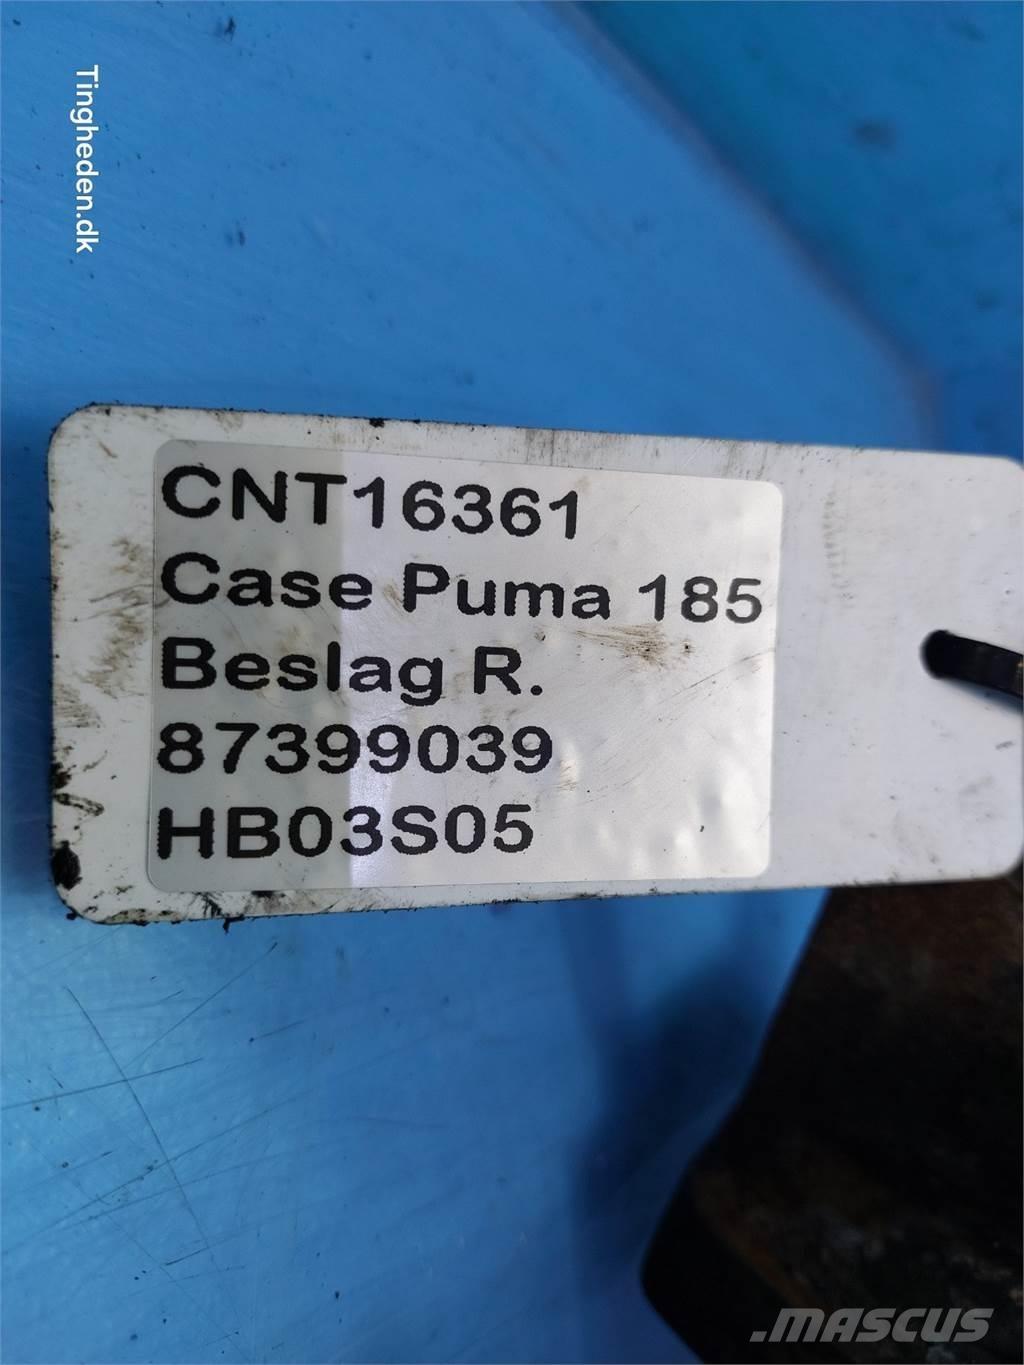 Tingheden.dk
CNT16361
Case Puma 185
Beslag R.
87399039
HB03S05
.MASCUS